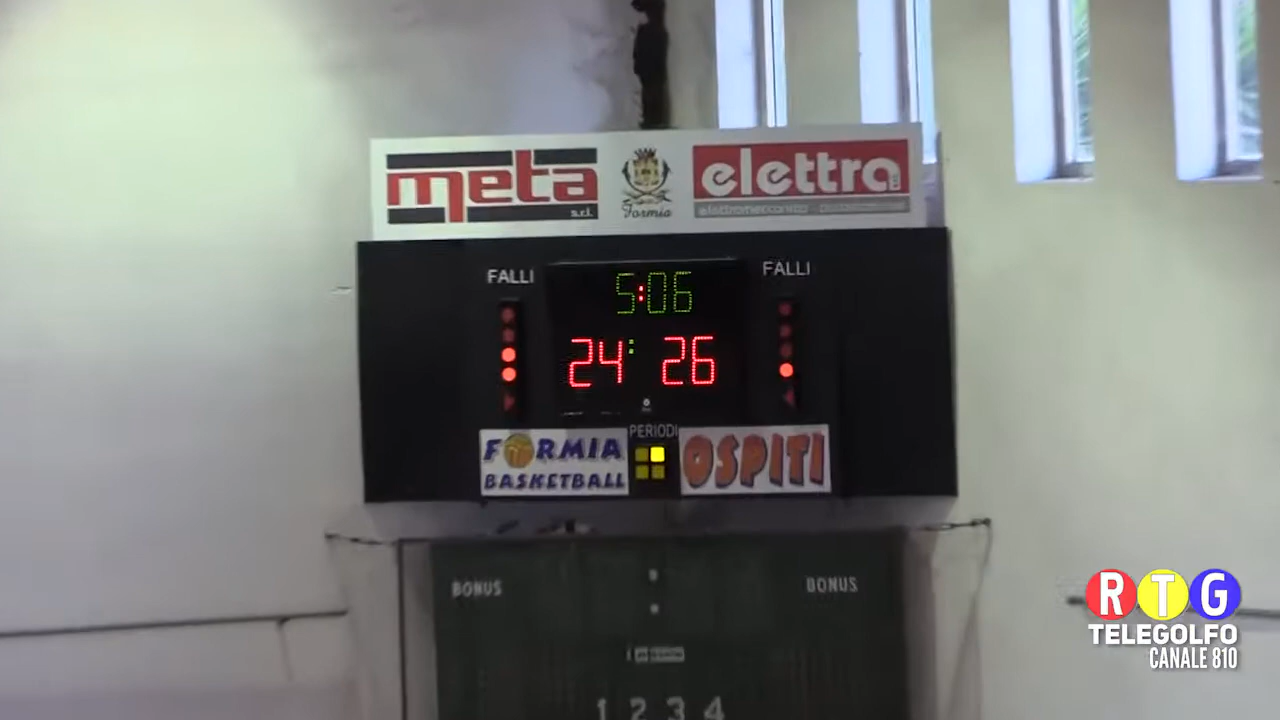 meta
s.r.l.
Formia
elettra
FALLI
FALLI
5:06
24:26
PERIODI
FORMIA
BASKETBALL
OSPITI
BONUS
BONUS
1 2 3 4
RTG
TELEGOLFO
CANALE 810